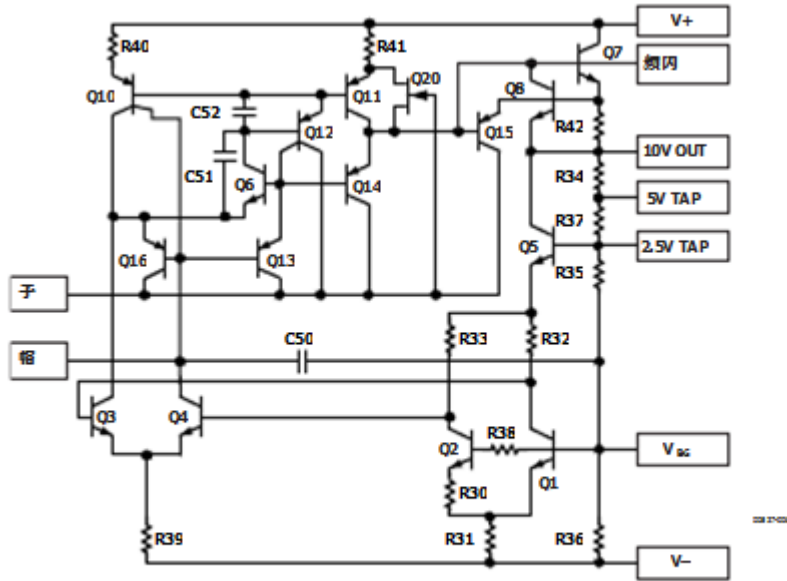 V+
R40
R41
Q7
Q20
频闪
Q10
Q11
Q8
C52
Q12
Q15
R42
10V OUT
C51
Q6
Q14
R34
5V TAP
R37
Q5
2.5V TAP
Q16
Q13
R35
于
R33
R32
C50
Q3
Q4
R38
Q2
VBG
Q1
R30
R39
R31
R36
V−